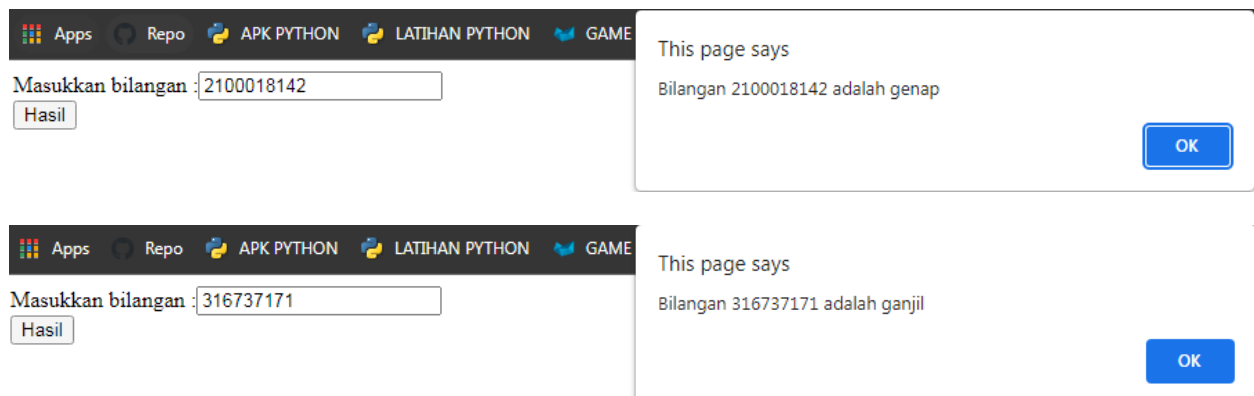 Apps Repo APK PYTHON LATIHAN PYTHON GAME
Masukkan bilangan :2100018142
Hasil
This page says
Bilangan 2100018142 adalah genap
OK
Apps Repo APK PYTHON LATIHAN PYTHON GAME
Masukkan bilangan :316737171
Hasil
This page says
Bilangan 316737171 adalah ganjil
OK